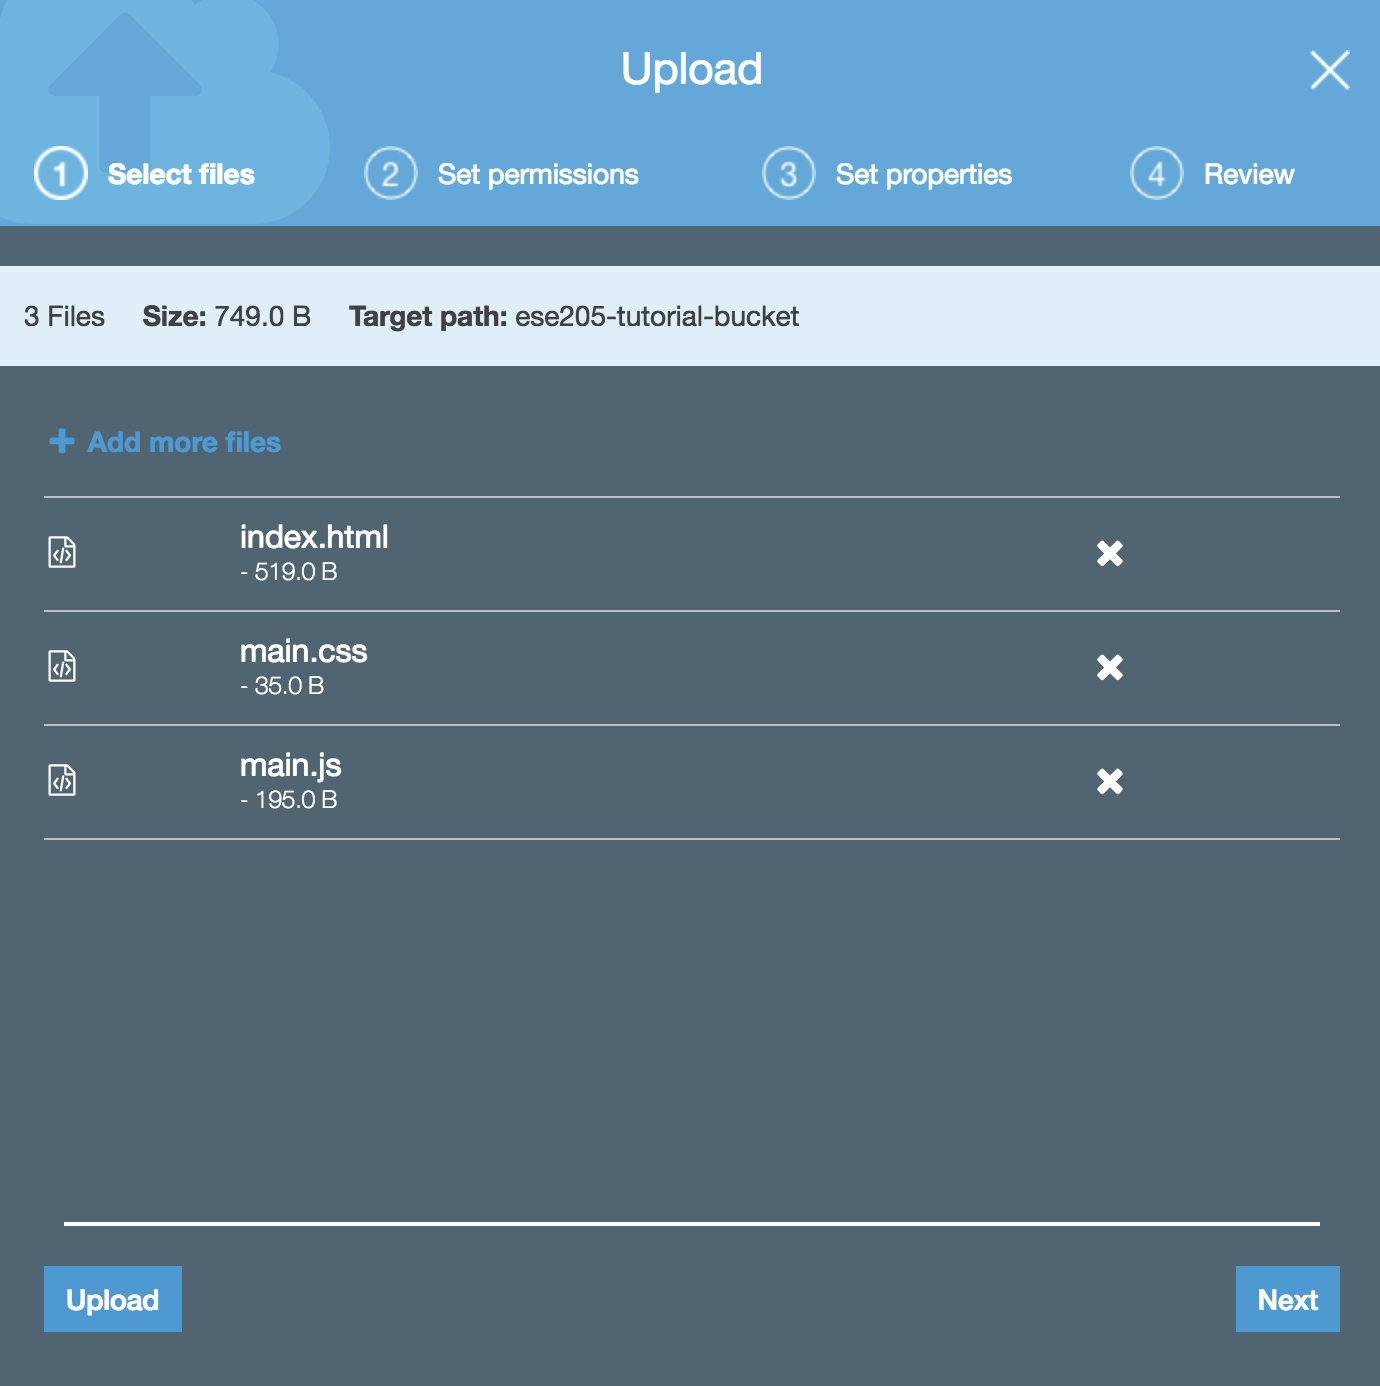 Upload
1 Select files 2 Set permissions 3 Set properties 4 Review
3 Files Size: 749.0 B Target path: ese205-tutorial-bucket
Add more files
index.html
- 519.0 B
main.css
- 35.0 B
main.js
- 195.0 B
Upload Next